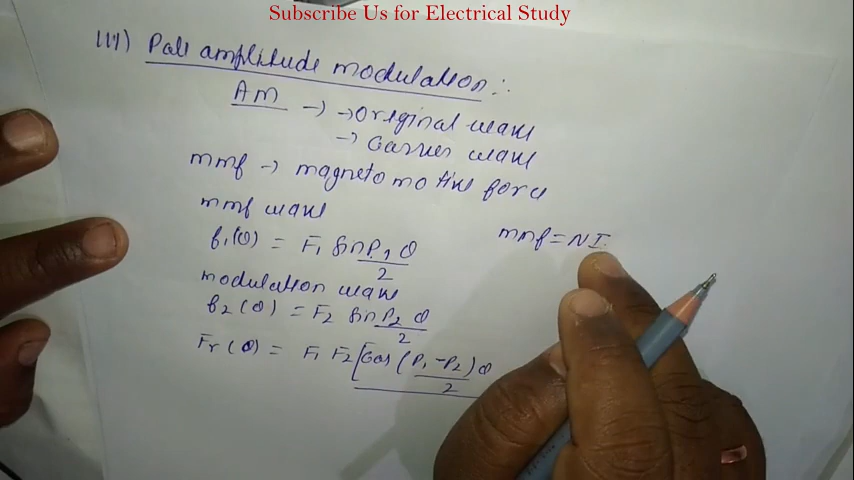 Subscribe Us for Electrical Study
111) Pole amplitude modulation :.
AM → → Original wave
→ Carrier wave
mmf → magneto motive force
mmf wave
mmf = NI
f₁(θ) = F₁ Sin P₁ θ / 2
modulation wave
f₂(θ) = F₂ Sin P₂ θ / 2
Fr(θ) = F₁ F₂ [Cos (P₁ - P₂) θ / 2